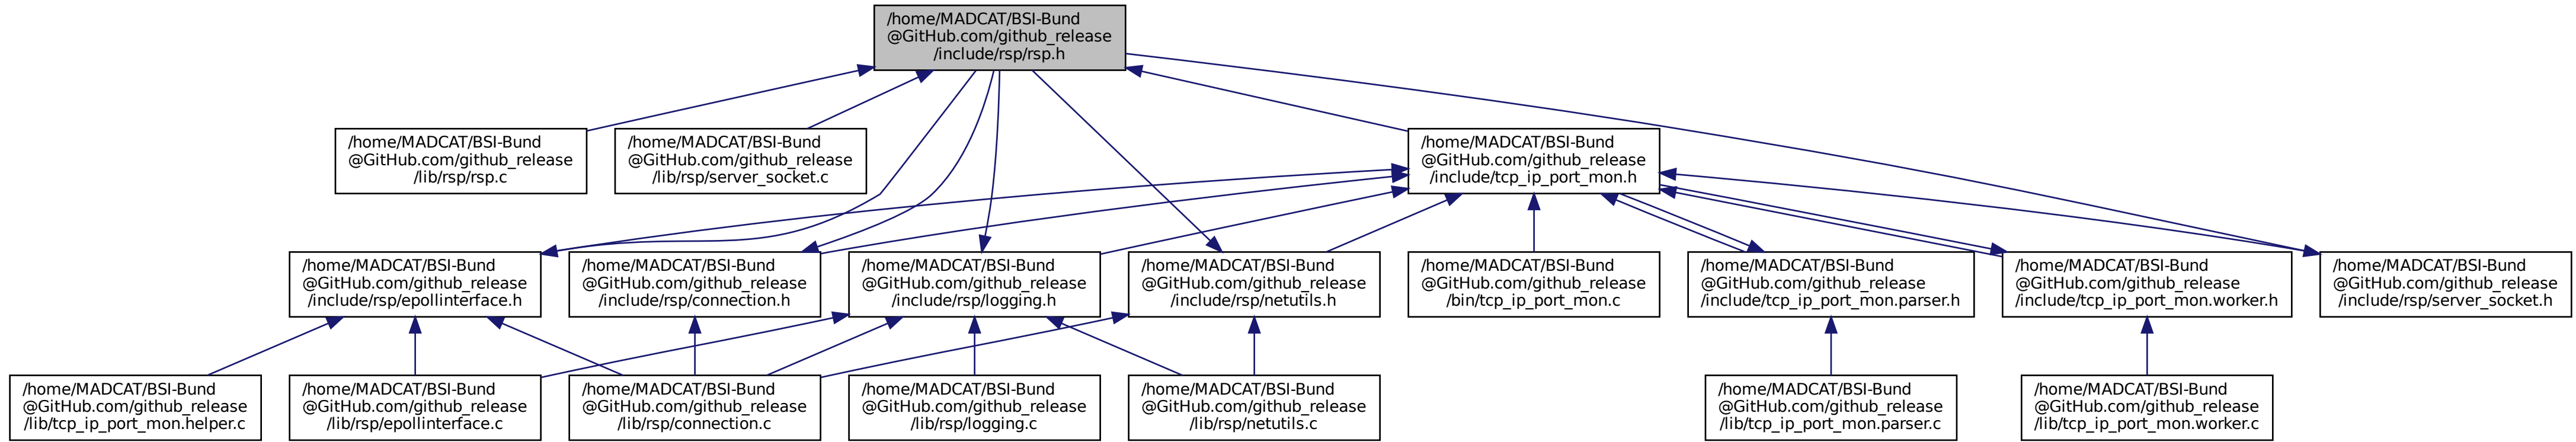 /home/MADCAT/BSI-Bund
@GitHub.com/github_release
/include/rsp/rsp.h
/home/MADCAT/BSI-Bund
@GitHub.com/github_release
/lib/rsp/rsp.c
/home/MADCAT/BSI-Bund
@GitHub.com/github_release
/lib/rsp/server_socket.c
/home/MADCAT/BSI-Bund
@GitHub.com/github_release
/include/tcp_ip_port_mon.h
/home/MADCAT/BSI-Bund
@GitHub.com/github_release
/include/rsp/epollinterface.h
/home/MADCAT/BSI-Bund
@GitHub.com/github_release
/include/rsp/connection.h
/home/MADCAT/BSI-Bund
@GitHub.com/github_release
/include/rsp/logging.h
/home/MADCAT/BSI-Bund
@GitHub.com/github_release
/include/rsp/netutils.h
/home/MADCAT/BSI-Bund
@GitHub.com/github_release
/bin/tcp_ip_port_mon.c
/home/MADCAT/BSI-Bund
@GitHub.com/github_release
/include/tcp_ip_port_mon.parser.h
/home/MADCAT/BSI-Bund
@GitHub.com/github_release
/include/tcp_ip_port_mon.worker.h
/home/MADCAT/BSI-Bund
@GitHub.com/github_release
/include/rsp/server_socket.h
/home/MADCAT/BSI-Bund
@GitHub.com/github_release
/lib/tcp_ip_port_mon.helper.c
/home/MADCAT/BSI-Bund
@GitHub.com/github_release
/lib/rsp/epollinterface.c
/home/MADCAT/BSI-Bund
@GitHub.com/github_release
/lib/rsp/connection.c
/home/MADCAT/BSI-Bund
@GitHub.com/github_release
/lib/rsp/logging.c
/home/MADCAT/BSI-Bund
@GitHub.com/github_release
/lib/rsp/netutils.c
/home/MADCAT/BSI-Bund
@GitHub.com/github_release
/lib/tcp_ip_port_mon.parser.c
/home/MADCAT/BSI-Bund
@GitHub.com/github_release
/lib/tcp_ip_port_mon.worker.c